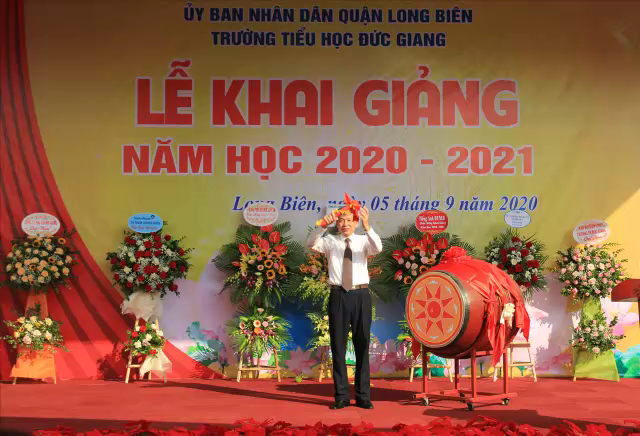 ỦY BAN NHÂN DÂN QUẬN LONG BIÊN
TRƯỜNG TIỂU HỌC ĐỨC GIANG
LỄ KHAI GIẢNG
NĂM HỌC 2020 - 2021
Long Biên, ngày 05 tháng 9 năm 2020